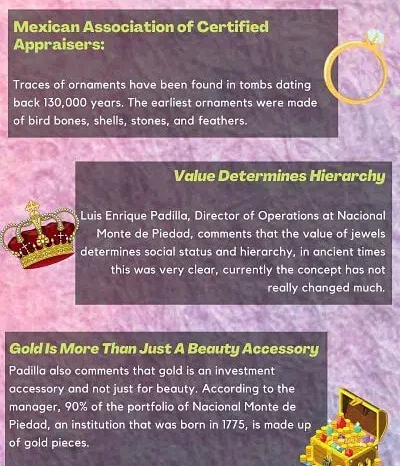 Mexican Association of Certified
Appraisers:
Traces of ornaments have been found in tombs dating
back 130,000 years. The earliest ornaments were made
of bird bones, shells, stones, and feathers.
Value Determines Hierarchy
Luis Enrique Padilla, Director of Operations at Nacional
Monte de Piedad, comments that the value of jewels
determines social status and hierarchy, in ancient times
this was very clear, currently the concept has not
really changed much.
Gold Is More Than Just A Beauty Accessory
Padilla also comments that gold is an investment
accessory and not just for beauty. According to the
manager, 90% of the portfolio of Nacional Monte de
Piedad, an institution that was born in 1775, is made up
of gold pieces.